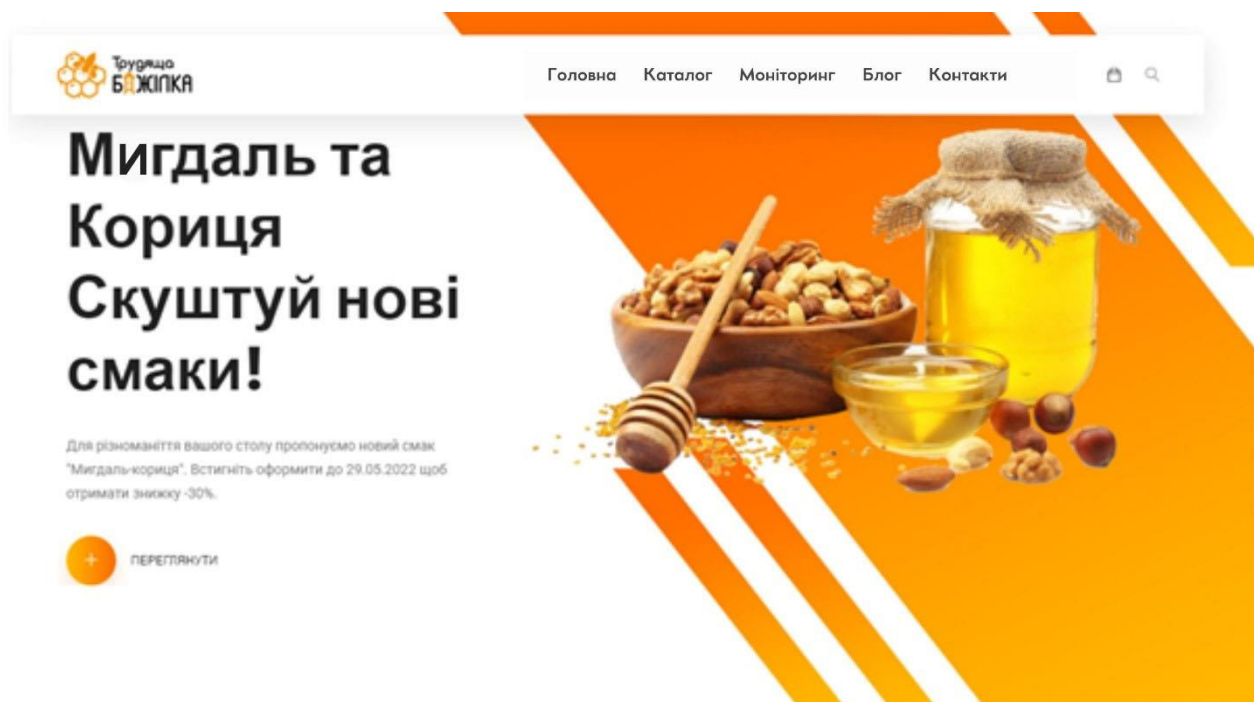 Трудяща
БДЖІЛКА
Головна Каталог Моніторинг Блог Контакти
Мигдаль та
Кориця
Скуштуй нові
смаки!
Для різноманіття вашого столу пропонуємо новий смак
"Мигдаль-кориця". Встигніть оформити до 29.05.2022 щоб
отримати знижку -30%.
ПЕРЕГЛЯНУТИ